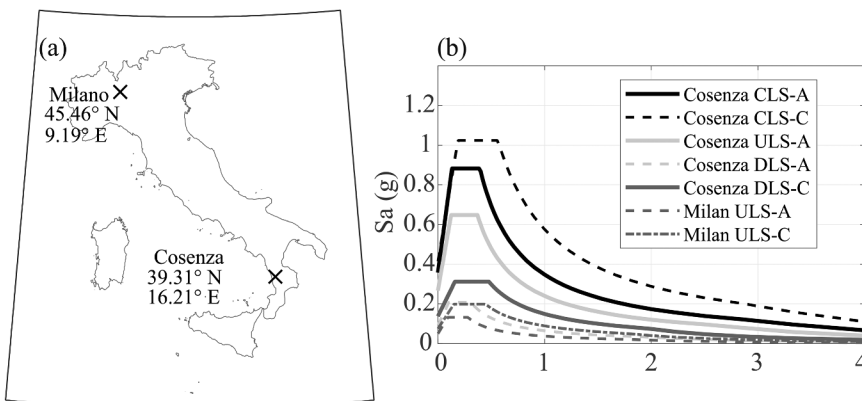 (a)
Milano
45.46° N
9.19° E
Cosenza
39.31° N
16.21° E
(b)
Sa (g)
1.2
1
0.8
0.6
0.4
0.2
0
0
1
2
3
4
Cosenza CLS-A
Cosenza CLS-C
Cosenza ULS-A
Cosenza DLS-A
Cosenza DLS-C
Milan ULS-A
Milan ULS-C